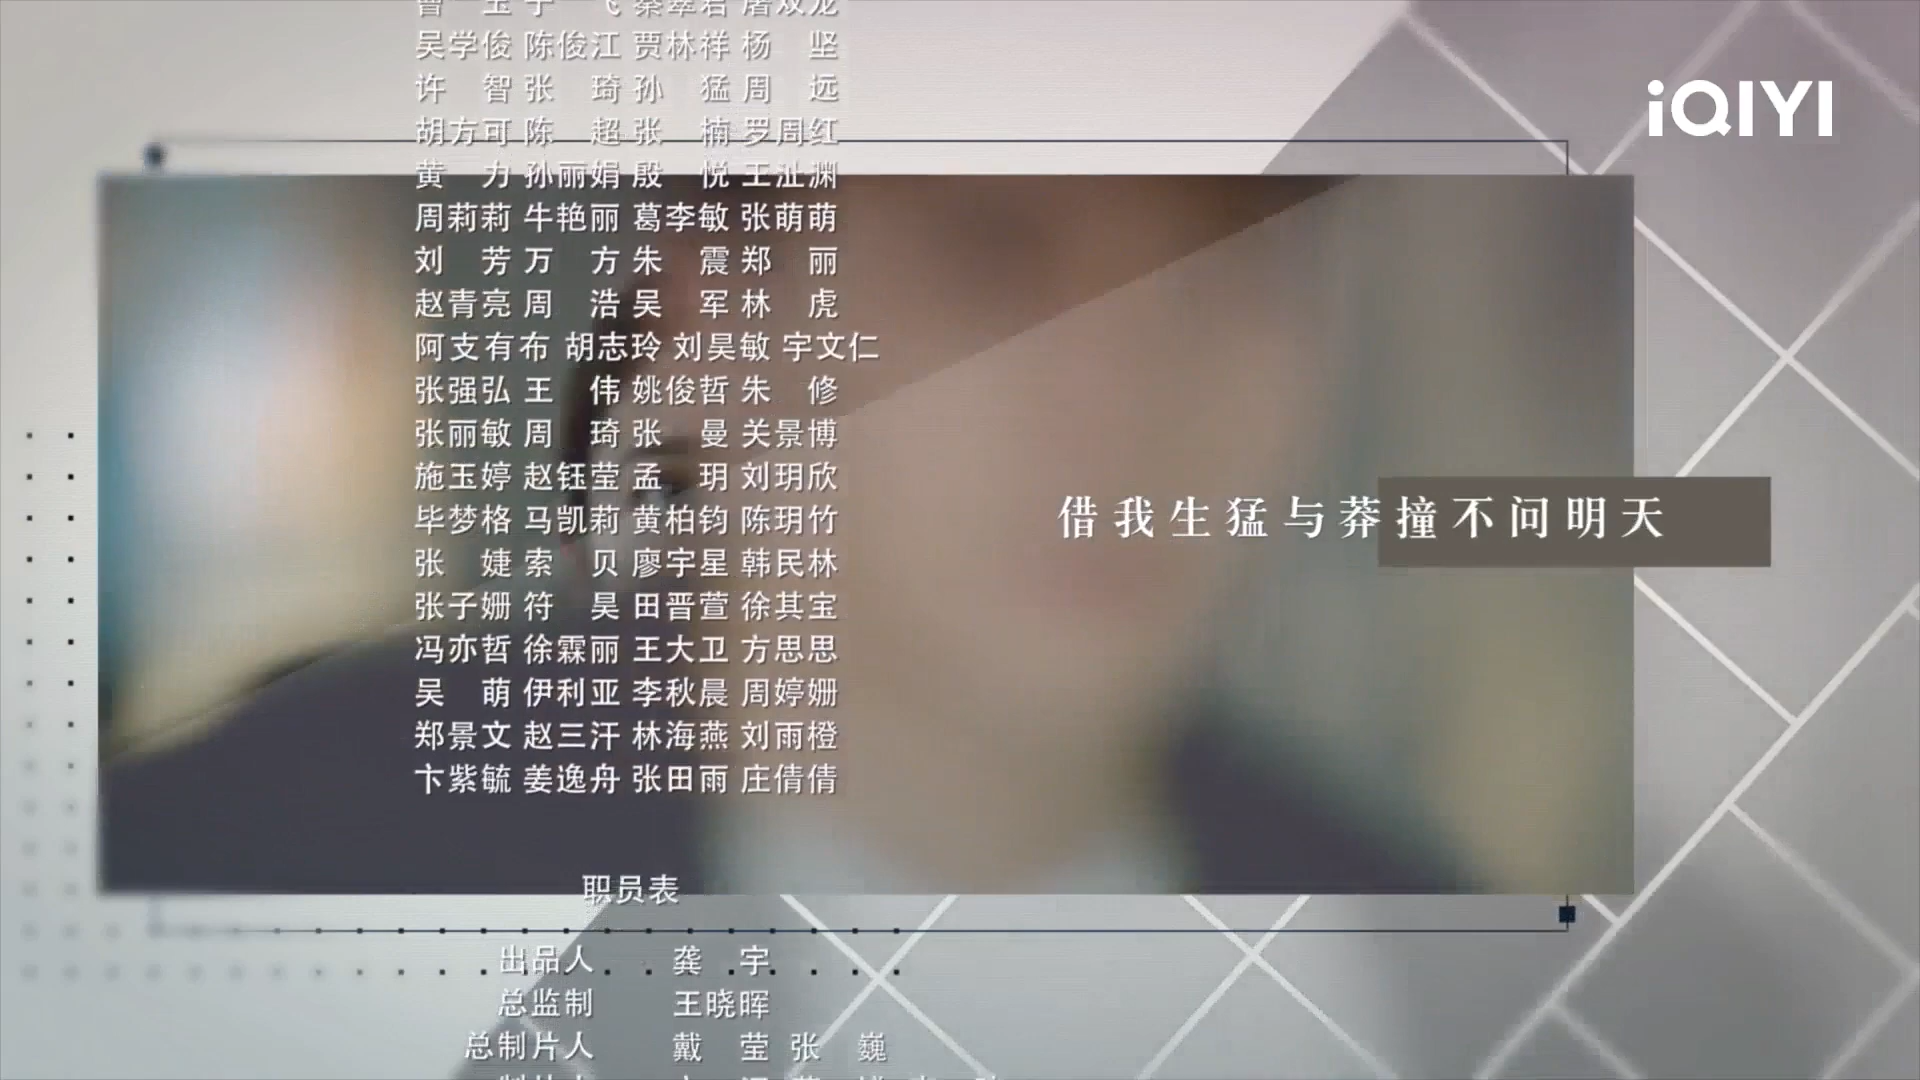 吴学俊 陈俊江 贾林祥 杨 坚
许 智 张 琦 孙 猛 周 远
iQIYI
胡方可 陈 超 张 楠 罗周红
黄 力 孙丽娟 殷 悦 王沚渊
周莉莉 牛艳丽 葛李敏 张萌萌
刘 芳 万 方 朱 震 郑 丽
赵青亮 周 浩 吴 军 林 虎
阿支有布 胡志玲 刘昊敏 宇文仁
张强弘 王 伟 姚俊哲 朱 修
张丽敏 周 琦 张 曼 关景博
施玉婷 赵钰莹 孟 玥 刘玥欣
毕梦格 马凯莉 黄柏钧 陈玥竹
借我生猛与莽撞不问明天
张 婕 索 贝 廖宇星 韩民林
张子姗 符 昊 田晋萱 徐其宝
冯亦哲 徐霖丽 王大卫 方思思
吴 萌 伊利亚 李秋晨 周婷姗
郑景文 赵三汗 林海燕 刘雨橙
卞紫毓 姜逸舟 张田雨 庄倩倩
职员表
出品人 龚 宇
总监制 王晓晖
总制片人 戴 莹 张 巍